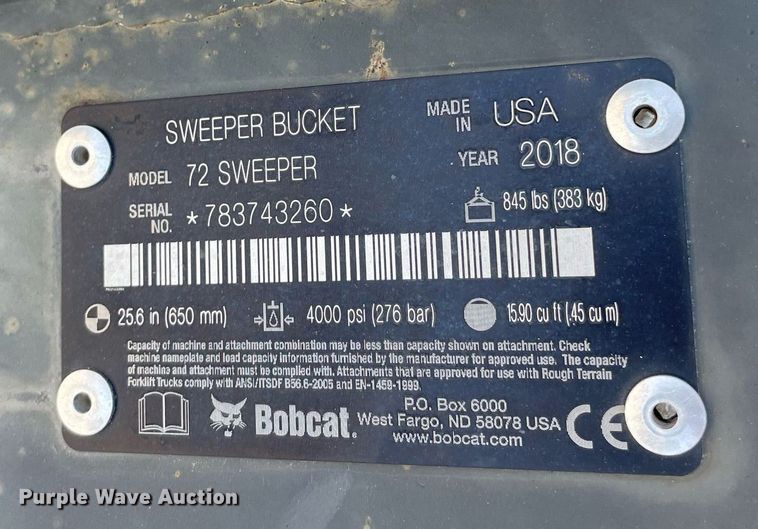 SWEEPER BUCKET
MADE IN USA
MODEL 72 SWEEPER
YEAR 2018
SERIAL NO. *783743260*
845 lbs (383 kg)
25.6 in (650 mm)
4000 psi (276 bar)
15.90 cu ft (.45 cu m)
Capacity of machine and attachment combination may be less than capacity shown on attachment. Check
machine nameplate and load capacity information furnished by the manufacturer for approved use. The capacity
of machine and attachment must be complied with. Attachments that are approved for use with Rough Terrain
Forklift Trucks comply with ANSI/ITSDF B56.6-2005 and EN-1459-1999.
Bobcat.
P.O. Box 6000
West Fargo, ND 58078 USA
www.bobcat.com
CE
Purple Wave Auction